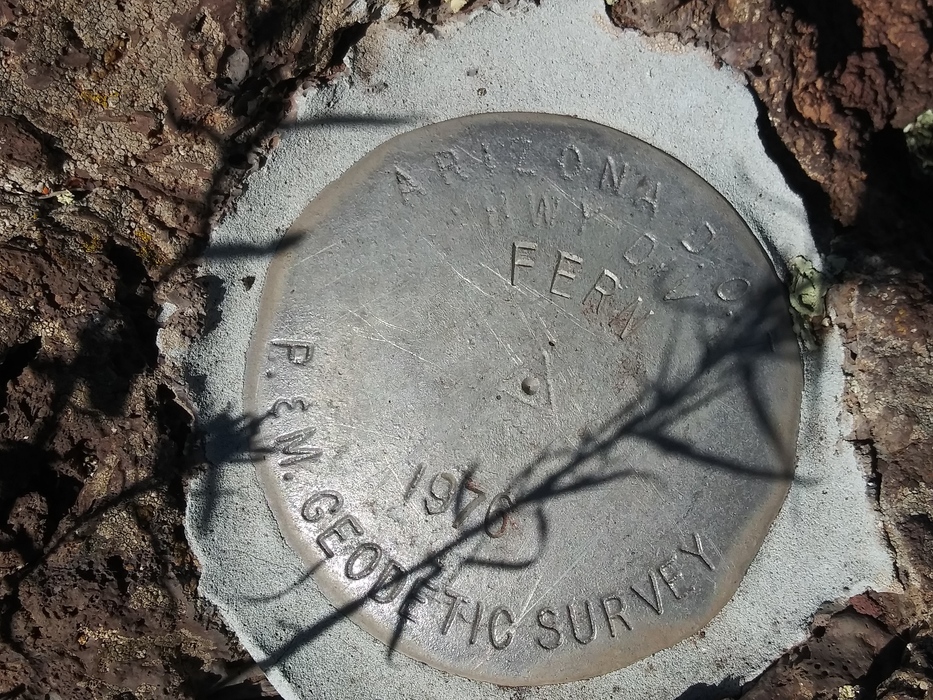 ARIZONA D.O.
HWY DIV
FERN
1976
P. & M. GEODETIC SURVEY